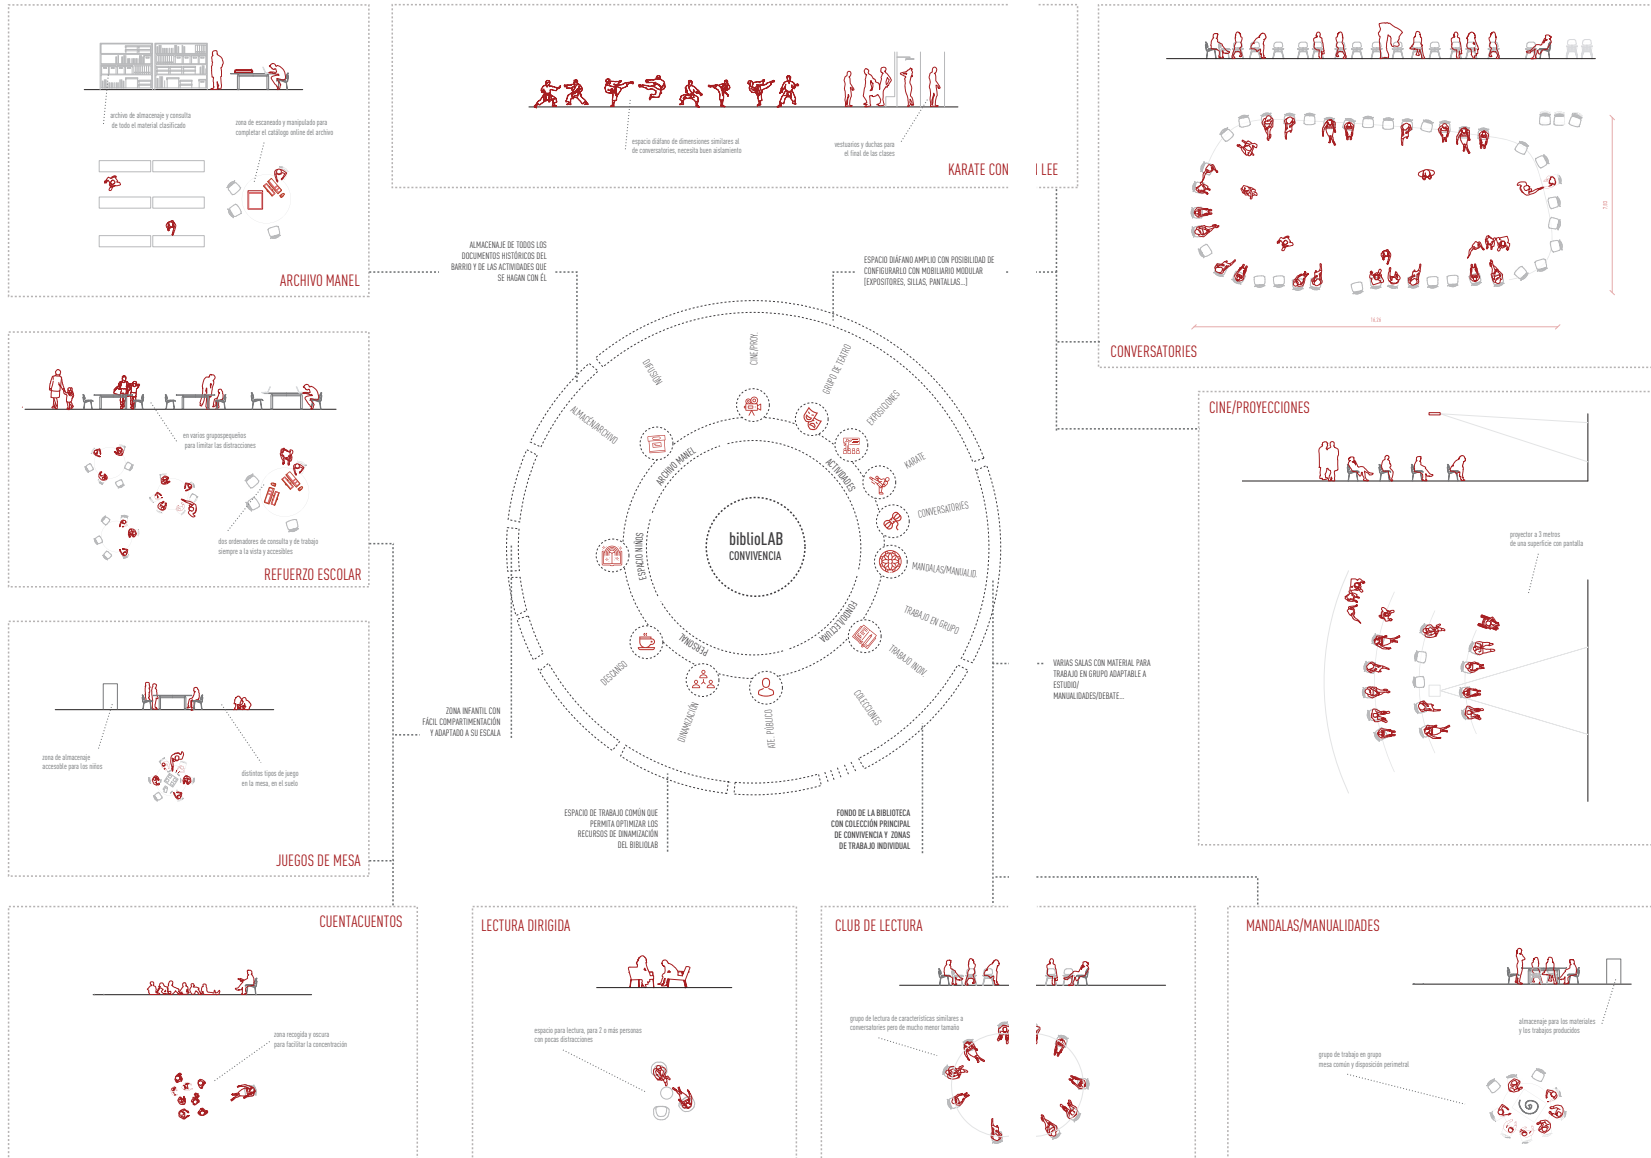 archivo de almacenaje y consulta
de todo el material clasificado
zona de escaneado y manipulado para
completar el catálogo online del archivo
ARCHIVO MANEL
espacio diáfano de dimensiones similares al
de conversatories, necesita buen aislamiento
vestuarios y duchas para
el final de las clases
KARATE CON
I LEE
7.80
16.26
CONVERSATORIES
ALMACENAJE DE TODOS LOS
DOCUMENTOS HISTÓRICOS DEL
BARRIO Y DE LAS ACTIVIDADES QUE
SE HAGAN CON ÉL
ESPACIO DIÁFANO AMPLIO CON POSIBILIDAD DE
CONFIGURARLO CON MOBILIARIO MODULAR
[EXPOSITORES, SILLAS, PANTALLAS...]
en varios grupospequeños
para limitar las distracciones
dos ordenadores de consulta y de trabajo
siempre a la vista y accesibles
REFUERZO ESCOLAR
CINE/PROYECCIONES
proyector a 3 metros
de una superficie con pantalla
DIFUSIÓN
CINE/PROY.
GRUPO DE TEATRO
EXPOSICIONES
KARATE
CONVERSATORIES
MANDALAS/MANUALID.
TRABAJO EN GRUPO
TRABAJO INDIV.
COLECCIONES
ATE. PÚBLICO
DINAMIZACIÓN
DESCANSO
ALMACÉN/ARCHIVO
ARCHIVO MANEL
ACTIVIDADES
FONDO/LECTURA
PERSONAL
ESPACIO NIÑOS
biblioLAB
CONVIVENCIA
zona de almacenaje
accesible para los niños
distintos tipos de juego
en la mesa, en el suelo
JUEGOS DE MESA
ZONA INFANTIL CON
FÁCIL COMPARTIMENTACIÓN
Y ADAPTADO A SU ESCALA
VARIAS SALAS CON MATERIAL PARA
TRABAJO EN GRUPO ADAPTABLE A
ESTUDIO/
MANUALIDADES/DEBATE...
ESPACIO DE TRABAJO COMÚN QUE
PERMITA OPTIMIZAR LOS
RECURSOS DE DINAMIZACIÓN
DEL BIBLIOLAB
FONDO DE LA BIBLIOTECA
CON COLECCIÓN PRINCIPAL
DE CONVIVENCIA Y ZONAS
DE TRABAJO INDIVIDUAL
CUENTACUENTOS
zona recogida y oscura
para facilitar la concentración
LECTURA DIRIGIDA
espacio para lectura, para 2 o más personas
con pocas distracciones
CLUB DE LECTURA
grupo de lectura de características similares a
conversatories pero de mucho menor tamaño
MANDALAS/MANUALIDADES
almacenaje para los materiales
y los trabajos producidos
grupo de trabajo en grupo
mesa común y disposición perimetral